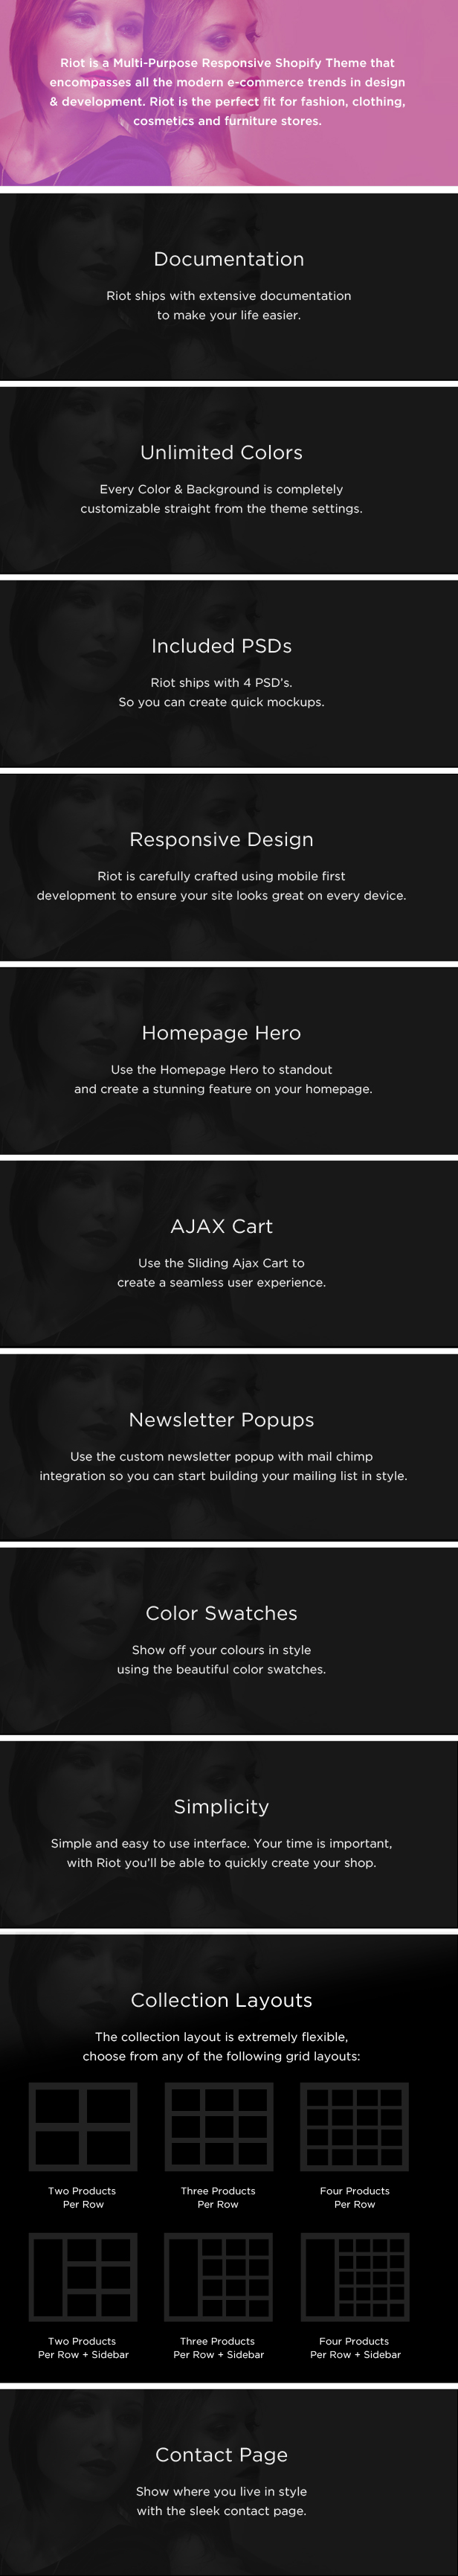 Riot is a Multi-Purpose Responsive Shopify Theme that
encompasses all the modern e-commerce trends in design
& development. Riot is the perfect fit for fashion, clothing,
cosmetics and furniture stores.
Documentation
Riot ships with extensive documentation
to make your life easier.
Unlimited Colors
Every Color & Background is completely
customizable straight from the theme settings.
Included PSDs
Riot ships with 4 PSD's.
So you can create quick mockups.
Responsive Design
Riot is carefully crafted using mobile first
development to ensure your site looks great on every device.
Homepage Hero
Use the Homepage Hero to standout
and create a stunning feature on your homepage.
AJAX Cart
Use the Sliding Ajax Cart to
create a seamless user experience.
Newsletter Popups
Use the custom newsletter popup with mail chimp
integration so you can start building your mailing list in style.
Color Swatches
Show off your colours in style
using the beautiful color swatches.
Simplicity
Simple and easy to use interface. Your time is important,
with Riot you'll be able to quickly create your shop.
Collection Layouts
The collection layout is extremely flexible,
choose from any of the following grid layouts:
Two Products
Per Row
Three Products
Per Row
Four Products
Per Row
Two Products
Per Row + Sidebar
Three Products
Per Row + Sidebar
Four Products
Per Row + Sidebar
Contact Page
Show where you live in style
with the sleek contact page.